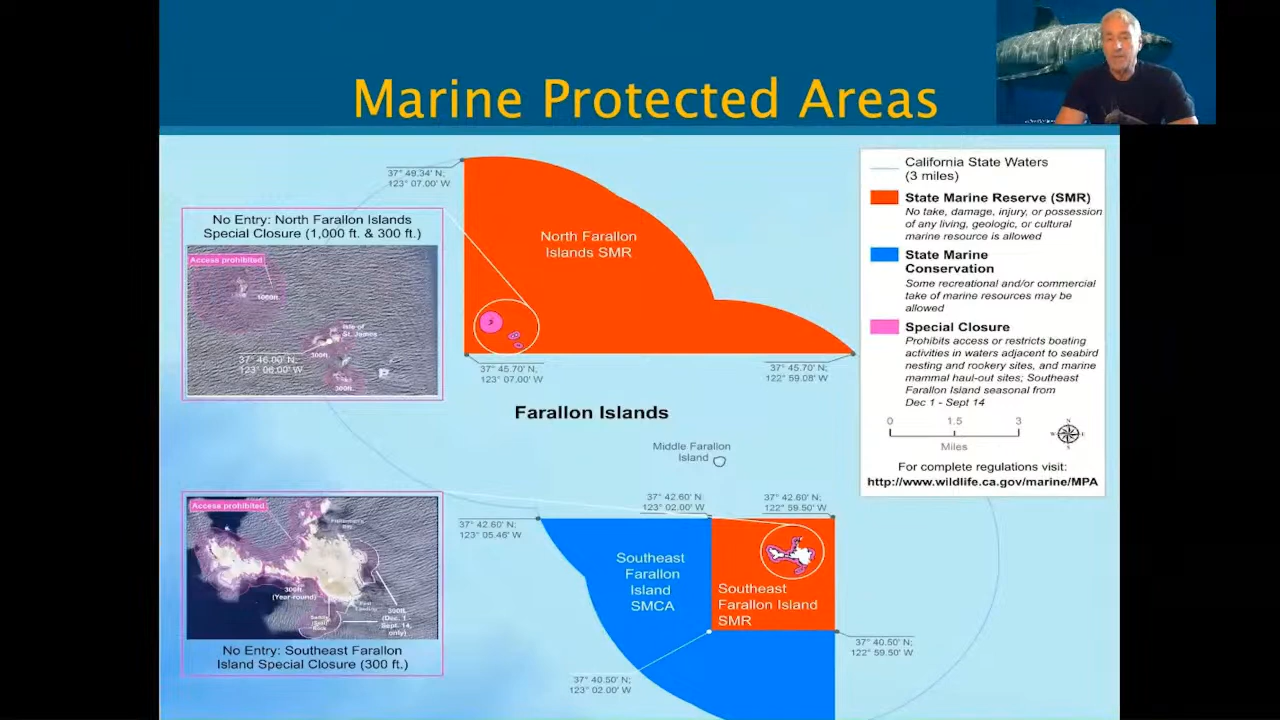 Marine Protected Areas
37° 49.34' N;
123° 07.00' W
No Entry: North Farallon Islands
Special Closure (1,000 ft. & 300 ft.)
Access prohibited
1000ft.
Isle of
St. James
300ft.
37° 46.00' N;
123° 06.00' W
300ft.
North Farallon
Islands SMR
37° 45.70' N;
123° 07.00' W
37° 45.70' N;
122° 59.08' W
Farallon Islands
Middle Farallon
Island
California State Waters
(3 miles)
State Marine Reserve (SMR)
No take, damage, injury, or possession
of any living, geologic, or cultural
marine resource is allowed
State Marine
Conservation
Some recreational and/or commercial
take of marine resources may be
allowed
Special Closure
Prohibits access or restricts boating
activities in waters adjacent to seabird
nesting and rookery sites, and marine
mammal haul-out sites; Southeast
Farallon Island seasonal from
Dec 1 - Sept 14
0 1.5 3
Miles
N
W E
S
For complete regulations visit:
http://www.wildlife.ca.gov/marine/MPA
37° 42.60' N;
123° 05.46' W
37° 42.60' N;
123° 02.00' W
37° 42.60' N;
122° 59.50' W
Access prohibited
Fisherman's
Bay
300ft.
(Year-round)
East
Landing
300ft.
(Dec. 1-
Sept. 14,
only)
No Entry: Southeast Farallon
Island Special Closure (300 ft.)
Southeast
Farallon
Island
SMCA
Southeast
Farallon Island
SMR
37° 40.50' N;
122° 59.50' W
37° 40.50' N;
123° 02.00' W